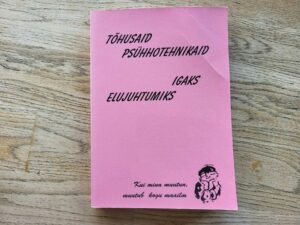 TÕHUSAID
PSÜHHOTEHNIKAID
IGAKS
ELUJUHTUMIKS
Kui mina muutun,
muutub kogu maailm